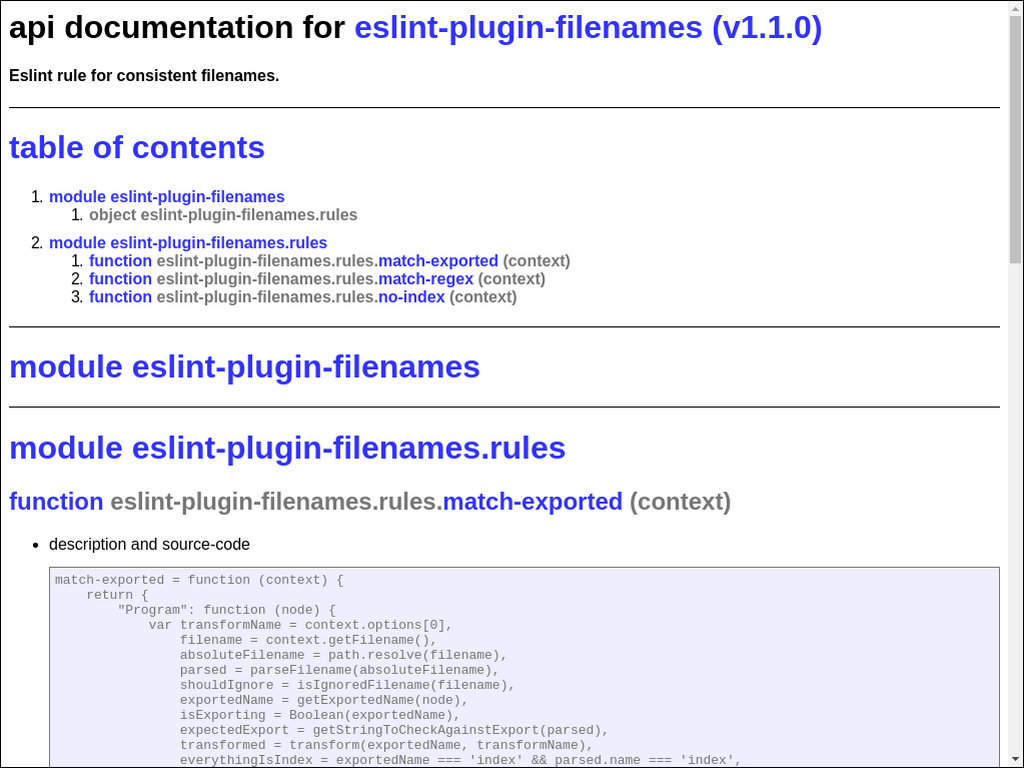 api documentation for eslint-plugin-filenames (v1.1.0)
Eslint rule for consistent filenames.
table of contents
1. module eslint-plugin-filenames
1. object eslint-plugin-filenames.rules
2. module eslint-plugin-filenames.rules
1. function eslint-plugin-filenames.rules.match-exported (context)
2. function eslint-plugin-filenames.rules.match-regex (context)
3. function eslint-plugin-filenames.rules.no-index (context)
module eslint-plugin-filenames
module eslint-plugin-filenames.rules
function eslint-plugin-filenames.rules.match-exported (context)
• description and source-code
match-exported = function (context) {
    return {
        "Program": function (node) {
            var transformName = context.options[0],
                filename = context.getFilename(),
                absoluteFilename = path.resolve(filename),
                parsed = parseFilename(absoluteFilename),
                shouldIgnore = isIgnoredFilename(filename),
                exportedName = getExportedName(node),
                isExporting = Boolean(exportedName),
                expectedExport = getStringToCheckAgainstExport(parsed),
                transformed = transform(exportedName, transformName),
                everythingIsIndex = exportedName === 'index' && parsed.name === 'index',